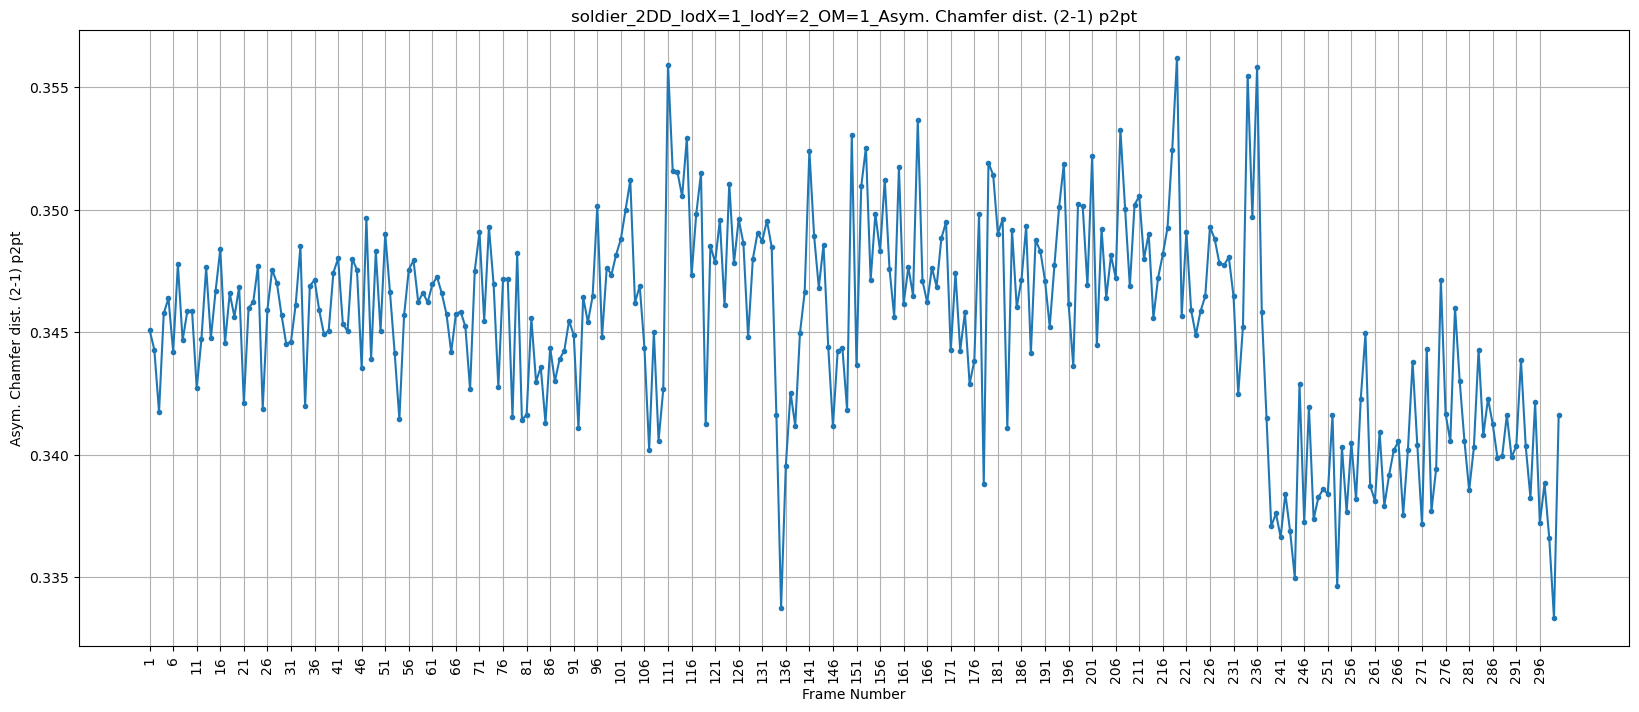 soldier_2DD_lodX=1_lodY=2_OM=1_Asym. Chamfer dist. (2-1) p2pt
Asym. Chamfer dist. (2-1) p2pt
0.355
0.350
0.345
0.340
0.335
1 6 11 16 21 26 31 36 41 46 51 56 61 66 71 76 81 86 91 96 101 106 111 116 121 126 131 136 141 146 151 156 161 166 171 176 181 186 191 196 201 206 211 216 221 226 231 236 241 246 251 256 261 266 271 276 281 286 291 296
Frame Number